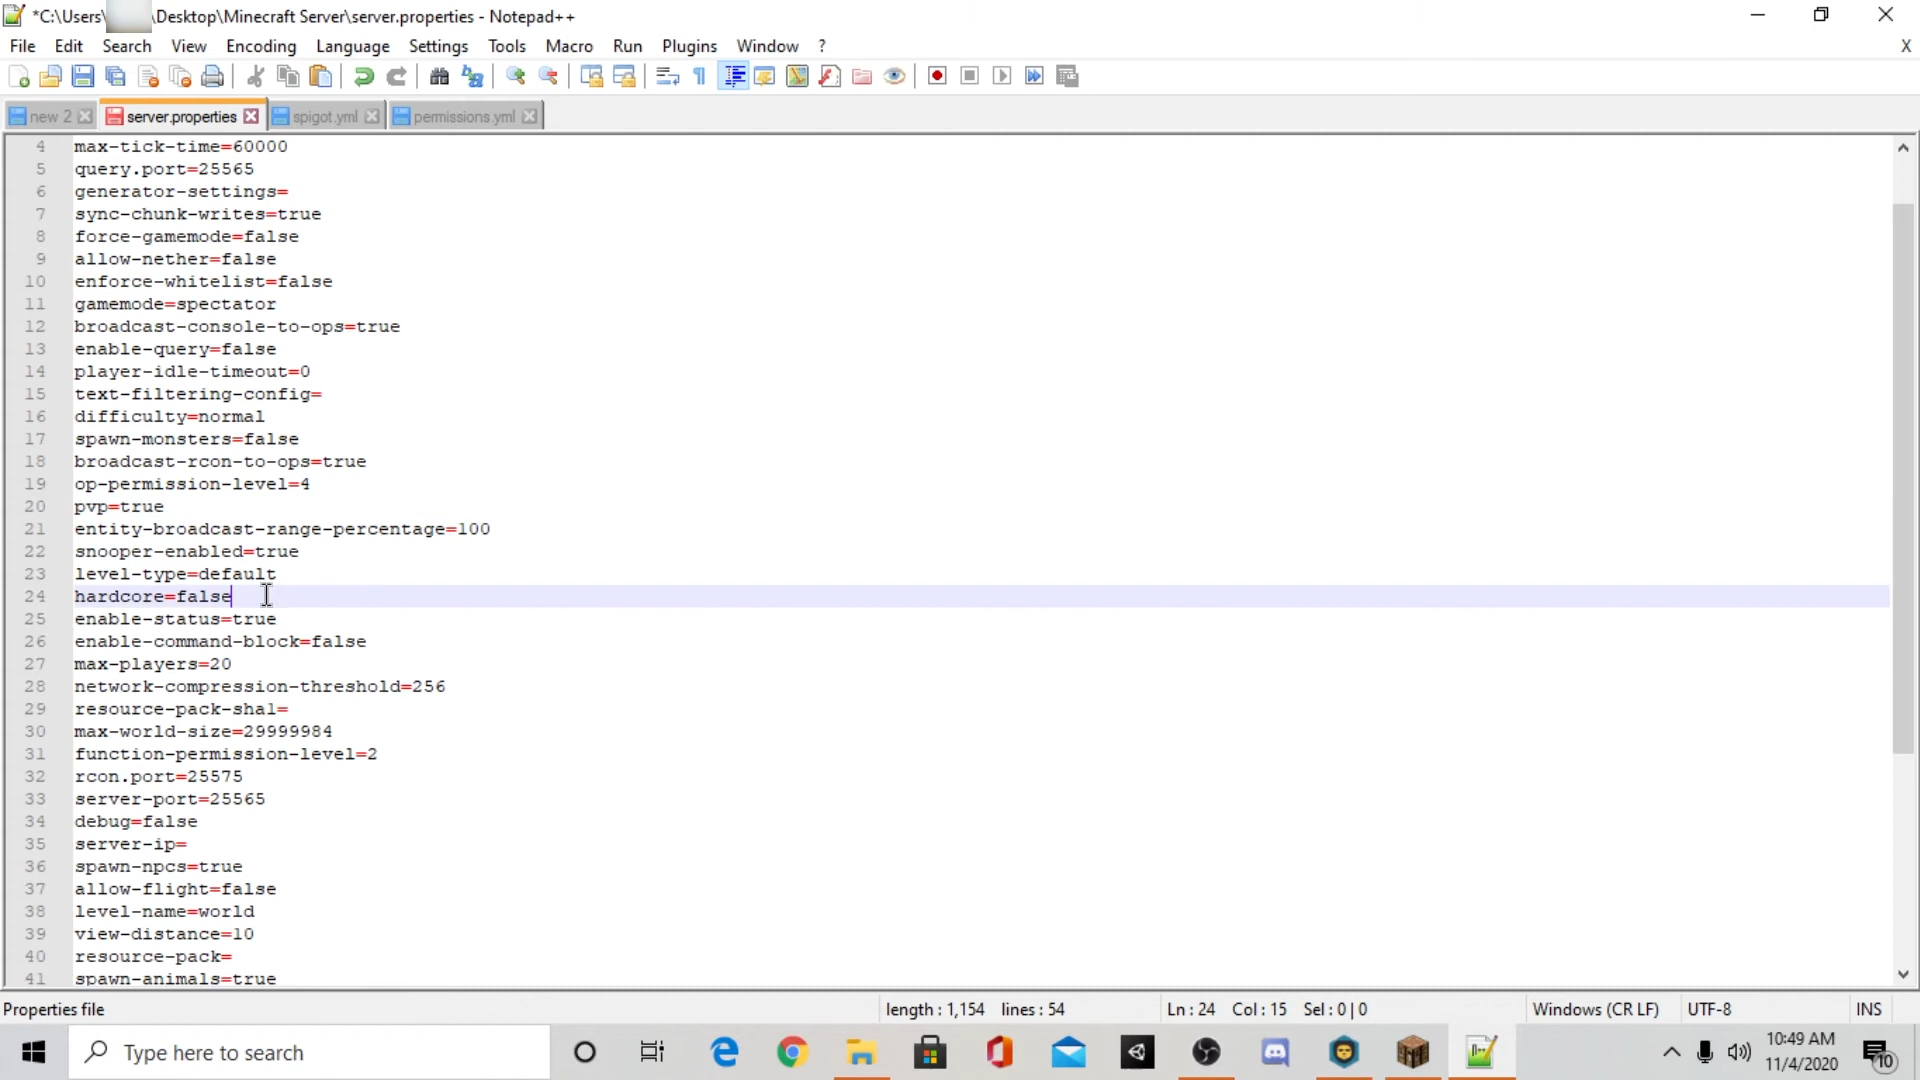 *C:\Users\ \Desktop\Minecraft Server\server.properties - Notepad++
File Edit Search View Encoding Language Settings Tools Macro Run Plugins Window ? X
new 2 server.properties spigot.yml permissions.yml
4 max-tick-time=60000
5 query.port=25565
6 generator-settings=
7 sync-chunk-writes=true
8 force-gamemode=false
9 allow-nether=false
10 enforce-whitelist=false
11 gamemode=spectator
12 broadcast-console-to-ops=true
13 enable-query=false
14 player-idle-timeout=0
15 text-filtering-config=
16 difficulty=normal
17 spawn-monsters=false
18 broadcast-rcon-to-ops=true
19 op-permission-level=4
20 pvp=true
21 entity-broadcast-range-percentage=100
22 snooper-enabled=true
23 level-type=default
24 hardcore=false
25 enable-status=true
26 enable-command-block=false
27 max-players=20
28 network-compression-threshold=256
29 resource-pack-sha1=
30 max-world-size=29999984
31 function-permission-level=2
32 rcon.port=25575
33 server-port=25565
34 debug=false
35 server-ip=
36 spawn-npcs=true
37 allow-flight=false
38 level-name=world
39 view-distance=10
40 resource-pack=
41 spawn-animals=true
Properties file length : 1,154 lines : 54 Ln : 24 Col : 15 Sel : 0 | 0 Windows (CR LF) UTF-8 INS
Type here to search
10:49 AM
11/4/2020
10